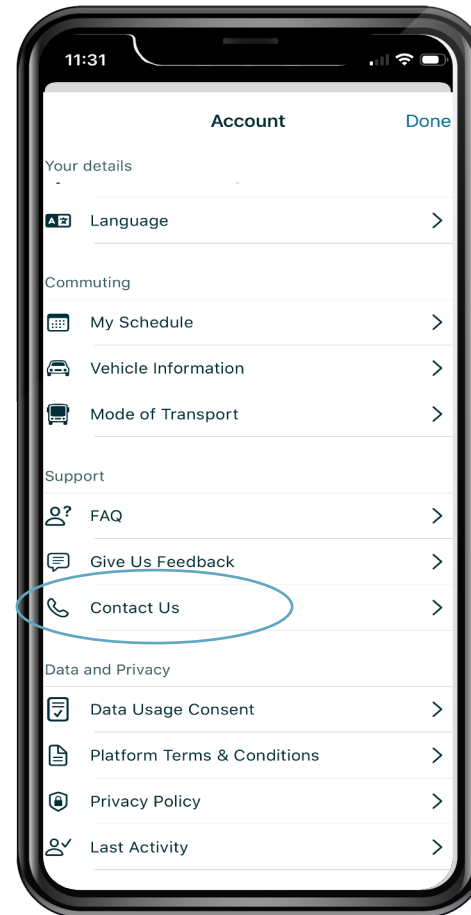 11:31
Account
Done
Your details
Language
Commuting
My Schedule
Vehicle Information
Mode of Transport
Support
FAQ
Give Us Feedback
Contact Us
Data and Privacy
Data Usage Consent
Platform Terms & Conditions
Privacy Policy
Last Activity